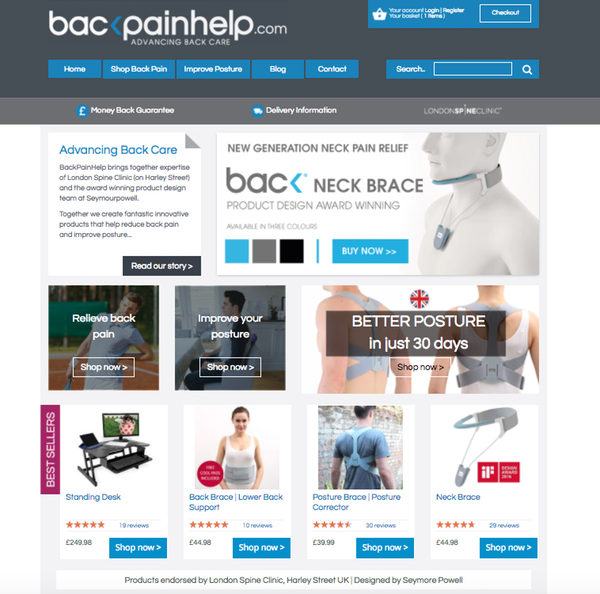 backpainhelp.com
ADVANCING BACK CARE
Your account Login | Register
Your basket ( 1 items )
Checkout
Home
Shop Back Pain
Improve Posture
Blog
Contact
Search..
£ Money Back Guarantee
Delivery Information
LONDONSPINECLINIC
Advancing Back Care
BackPainHelp brings together expertise
of London Spine Clinic (on Harley Street)
and the award winning product design
team at Seymourpowell.
Together we create fantastic innovative
products that help reduce back pain
and improve posture...
Read our story >
NEW GENERATION NECK PAIN RELIEF
back NECK BRACE
PRODUCT DESIGN AWARD WINNING
AVAILABLE IN THREE COLOURS
BUY NOW >>
Relieve back
pain
Shop now >
Improve your
posture
Shop now >
BETTER POSTURE
in just 30 days
Shop now >
BEST SELLERS
FREE
COOL PADS
INCLUDED
iF
DESIGN
AWARD
2016
Standing Desk
19 reviews
£249.98
Shop now >
Back Brace | Lower Back
Support
10 reviews
£44.98
Shop now >
Posture Brace | Posture
Corrector
30 reviews
£39.99
Shop now >
Neck Brace
29 reviews
£44.98
Shop now >
Products endorsed by London Spine Clinic, Harley Street UK | Designed by Seymore Powell